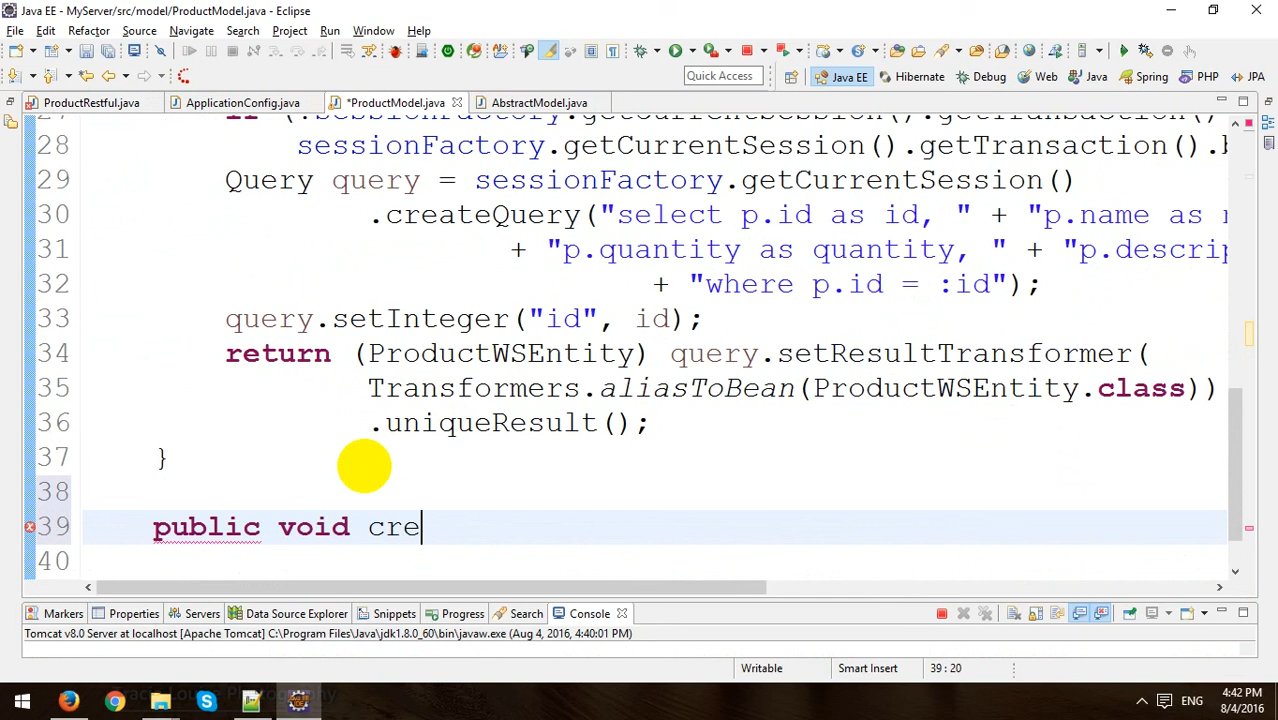 Java EE - MyServer/src/model/ProductModel.java - Eclipse
File Edit Refactor Source Navigate Search Project Run Window Help
Quick Access Java EE Hibernate Debug Web Java Spring PHP JPA
ProductRestful.java ApplicationConfig.java *ProductModel.java AbstractModel.java
28 sessionFactory.getCurrentSession().getTransaction().b
29 Query query = sessionFactory.getCurrentSession()
30 .createQuery("select p.id as id, " + "p.name as n
31 + "p.quantity as quantity, " + "p.descrip
32 + "where p.id = :id");
33 query.setInteger("id", id);
34 return (ProductWSEntity) query.setResultTransformer(
35 Transformers.aliasToBean(ProductWSEntity.class))
36 .uniqueResult();
37 }
38
39 public void cre
40
Markers Properties Servers Data Source Explorer Snippets Progress Search Console
Tomcat v8.0 Server at localhost [Apache Tomcat] C:\Program Files\Java\jdk1.8.0_60\bin\javaw.exe (Aug 4, 2016, 4:40:01 PM)
Writable Smart Insert 39 : 20
ENG 4:42 PM
8/4/2016